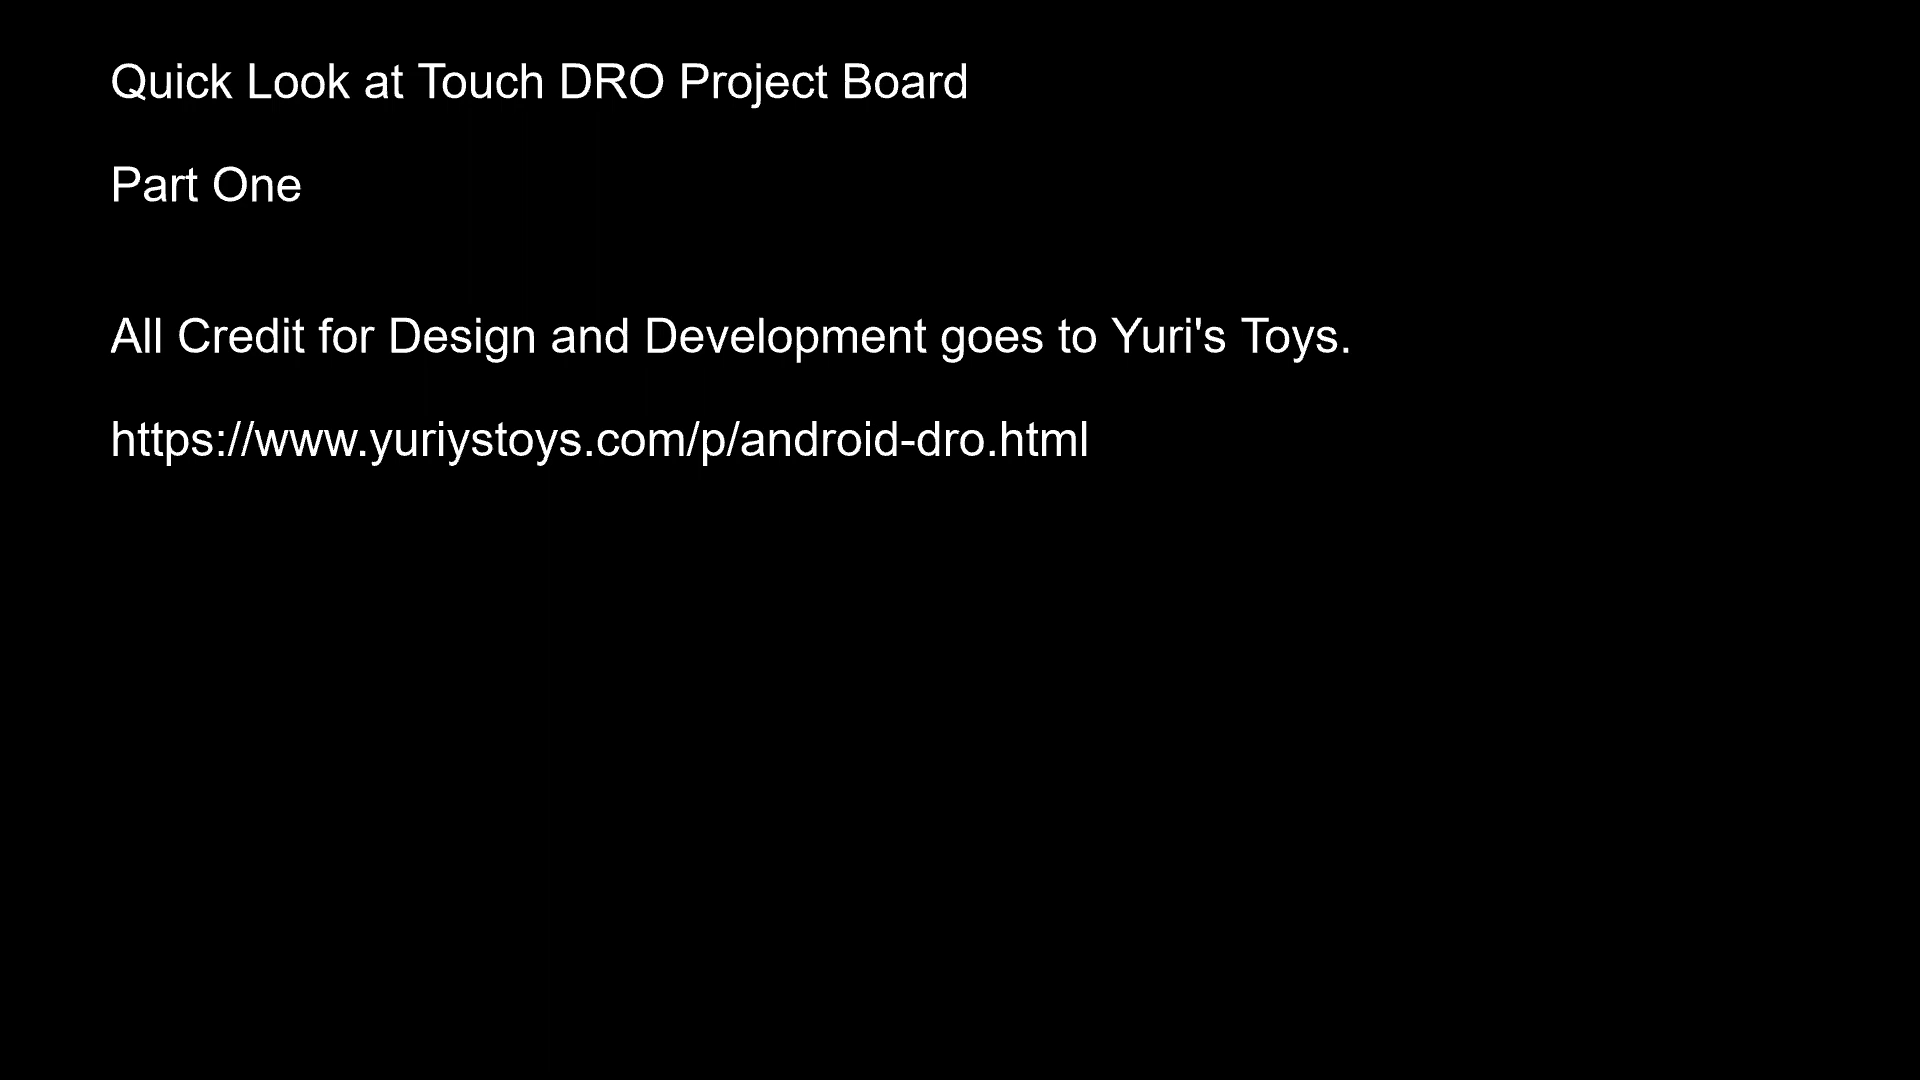 Quick Look at Touch DRO Project Board
Part One
All Credit for Design and Development goes to Yuri's Toys.
https://www.yuriystoys.com/p/android-dro.html